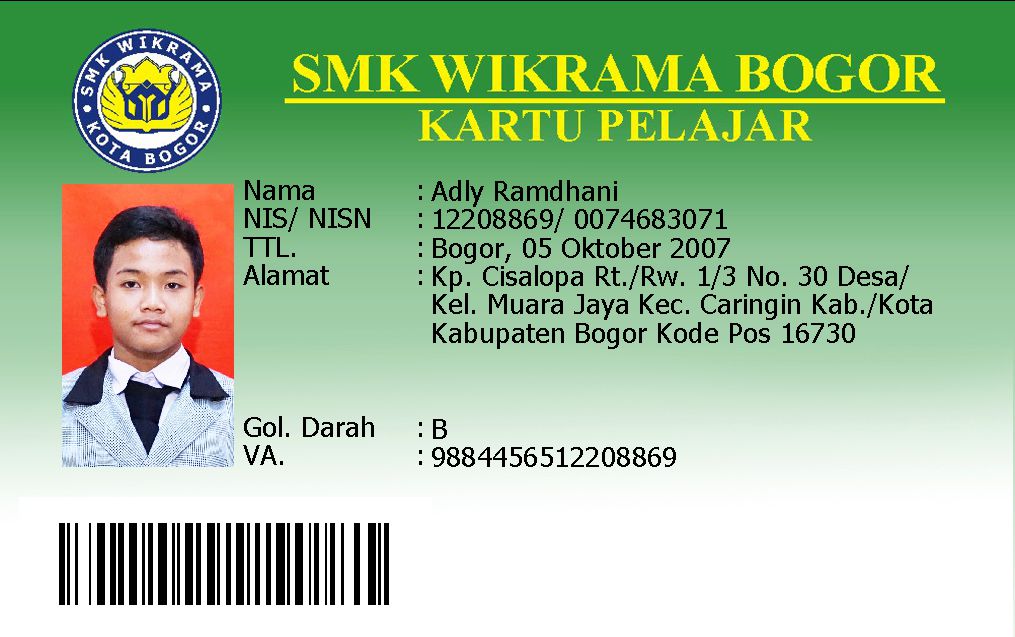 SMK WIKRAMA
KOTA BOGOR
SMK WIKRAMA BOGOR
KARTU PELAJAR
Nama : Adly Ramdhani
NIS/ NISN : 12208869/ 0074683071
TTL. : Bogor, 05 Oktober 2007
Alamat : Kp. Cisalopa Rt./Rw. 1/3 No. 30 Desa/
Kel. Muara Jaya Kec. Caringin Kab./Kota
Kabupaten Bogor Kode Pos 16730
Gol. Darah : B
VA. : 9884456512208869